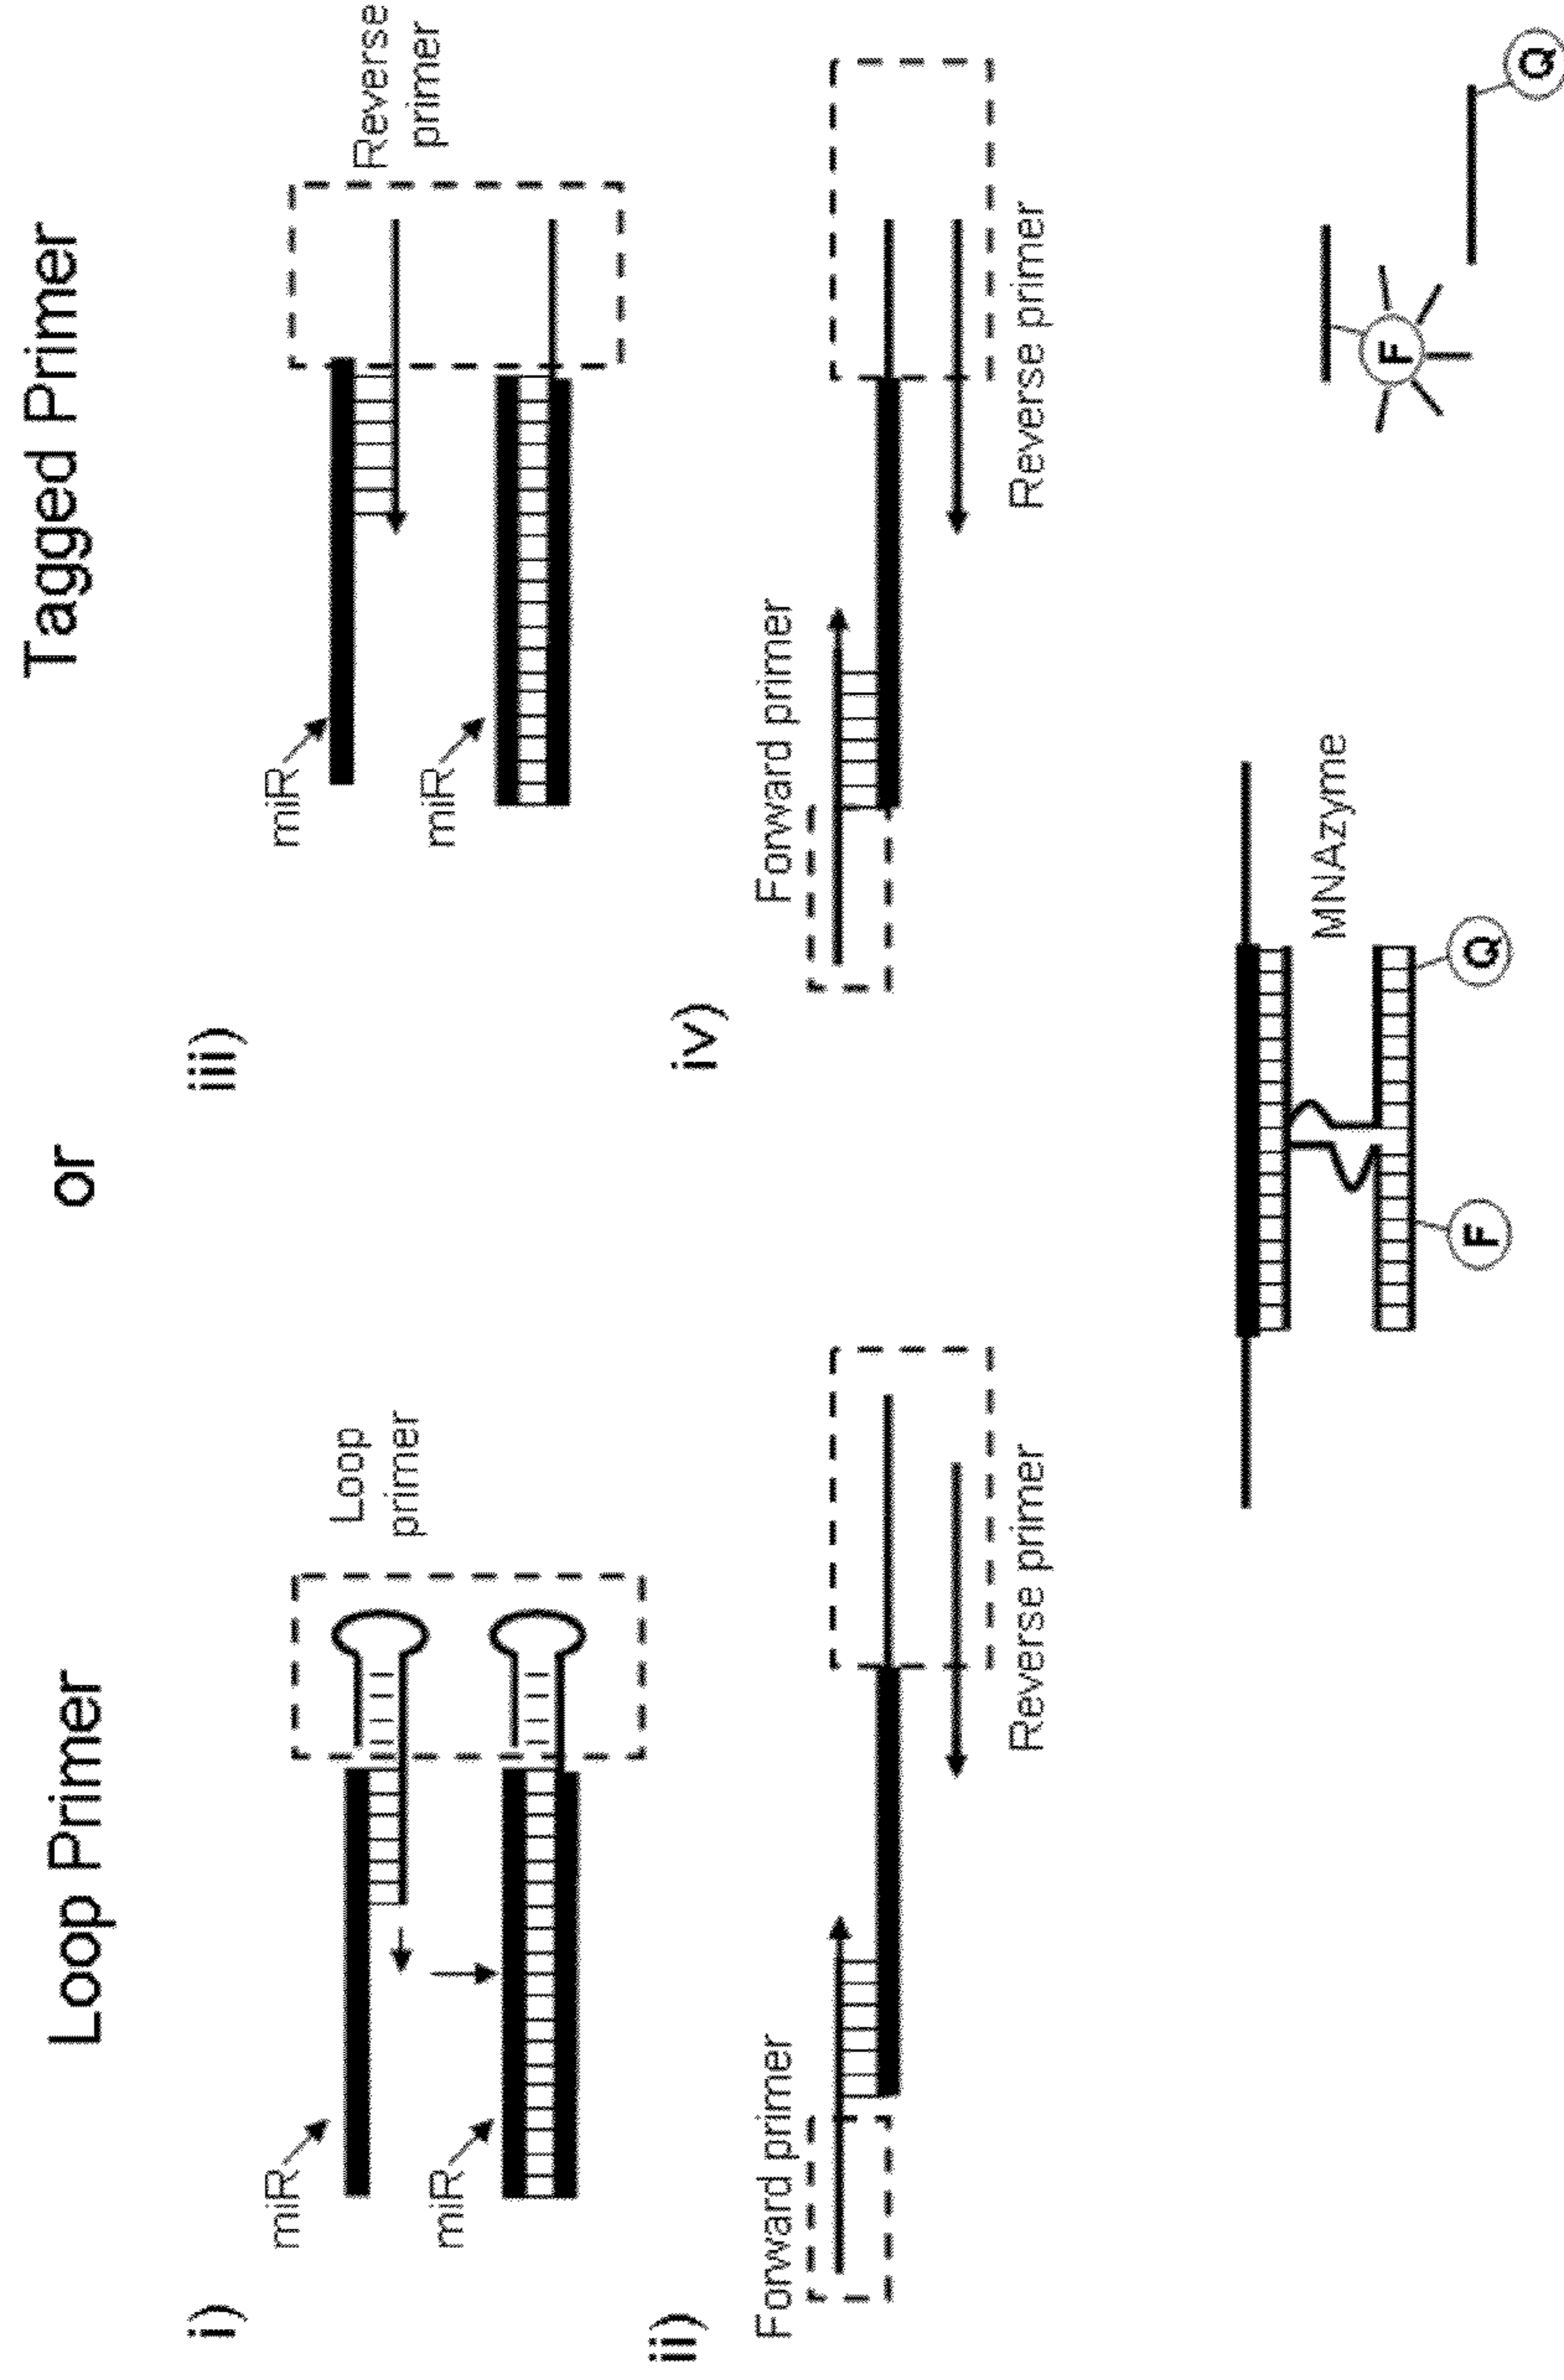 Loop Primer
or
Tagged Primer
i)
miR
Loop
primer
miR
iii)
miR
Reverse
primer
miR
ii)
Forward primer
Reverse primer
iv)
Forward primer
Reverse primer
MNAzyme
F
Q
F
Q